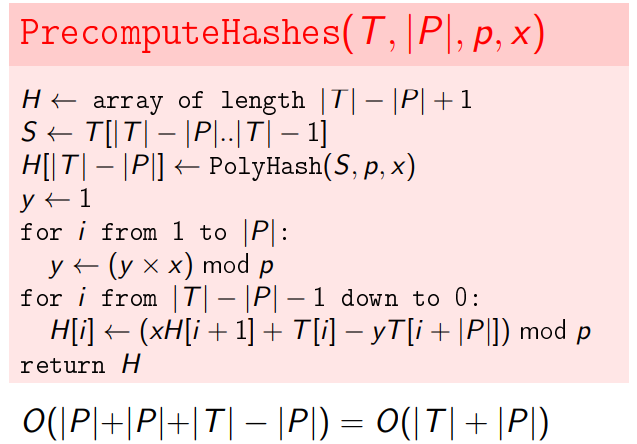 PrecomputeHashes(T, |P|, p, x)
H ← array of length |T| − |P| + 1
S ← T[|T| − |P|..|T| − 1]
H[|T| − |P|] ← PolyHash(S, p, x)
y ← 1
for i from 1 to |P|:
y ← (y × x) mod p
for i from |T| − |P| − 1 down to 0:
H[i] ← (xH[i + 1] + T[i] − yT[i + |P|]) mod p
return H
O(|P|+|P|+|T| − |P|) = O(|T| + |P|)